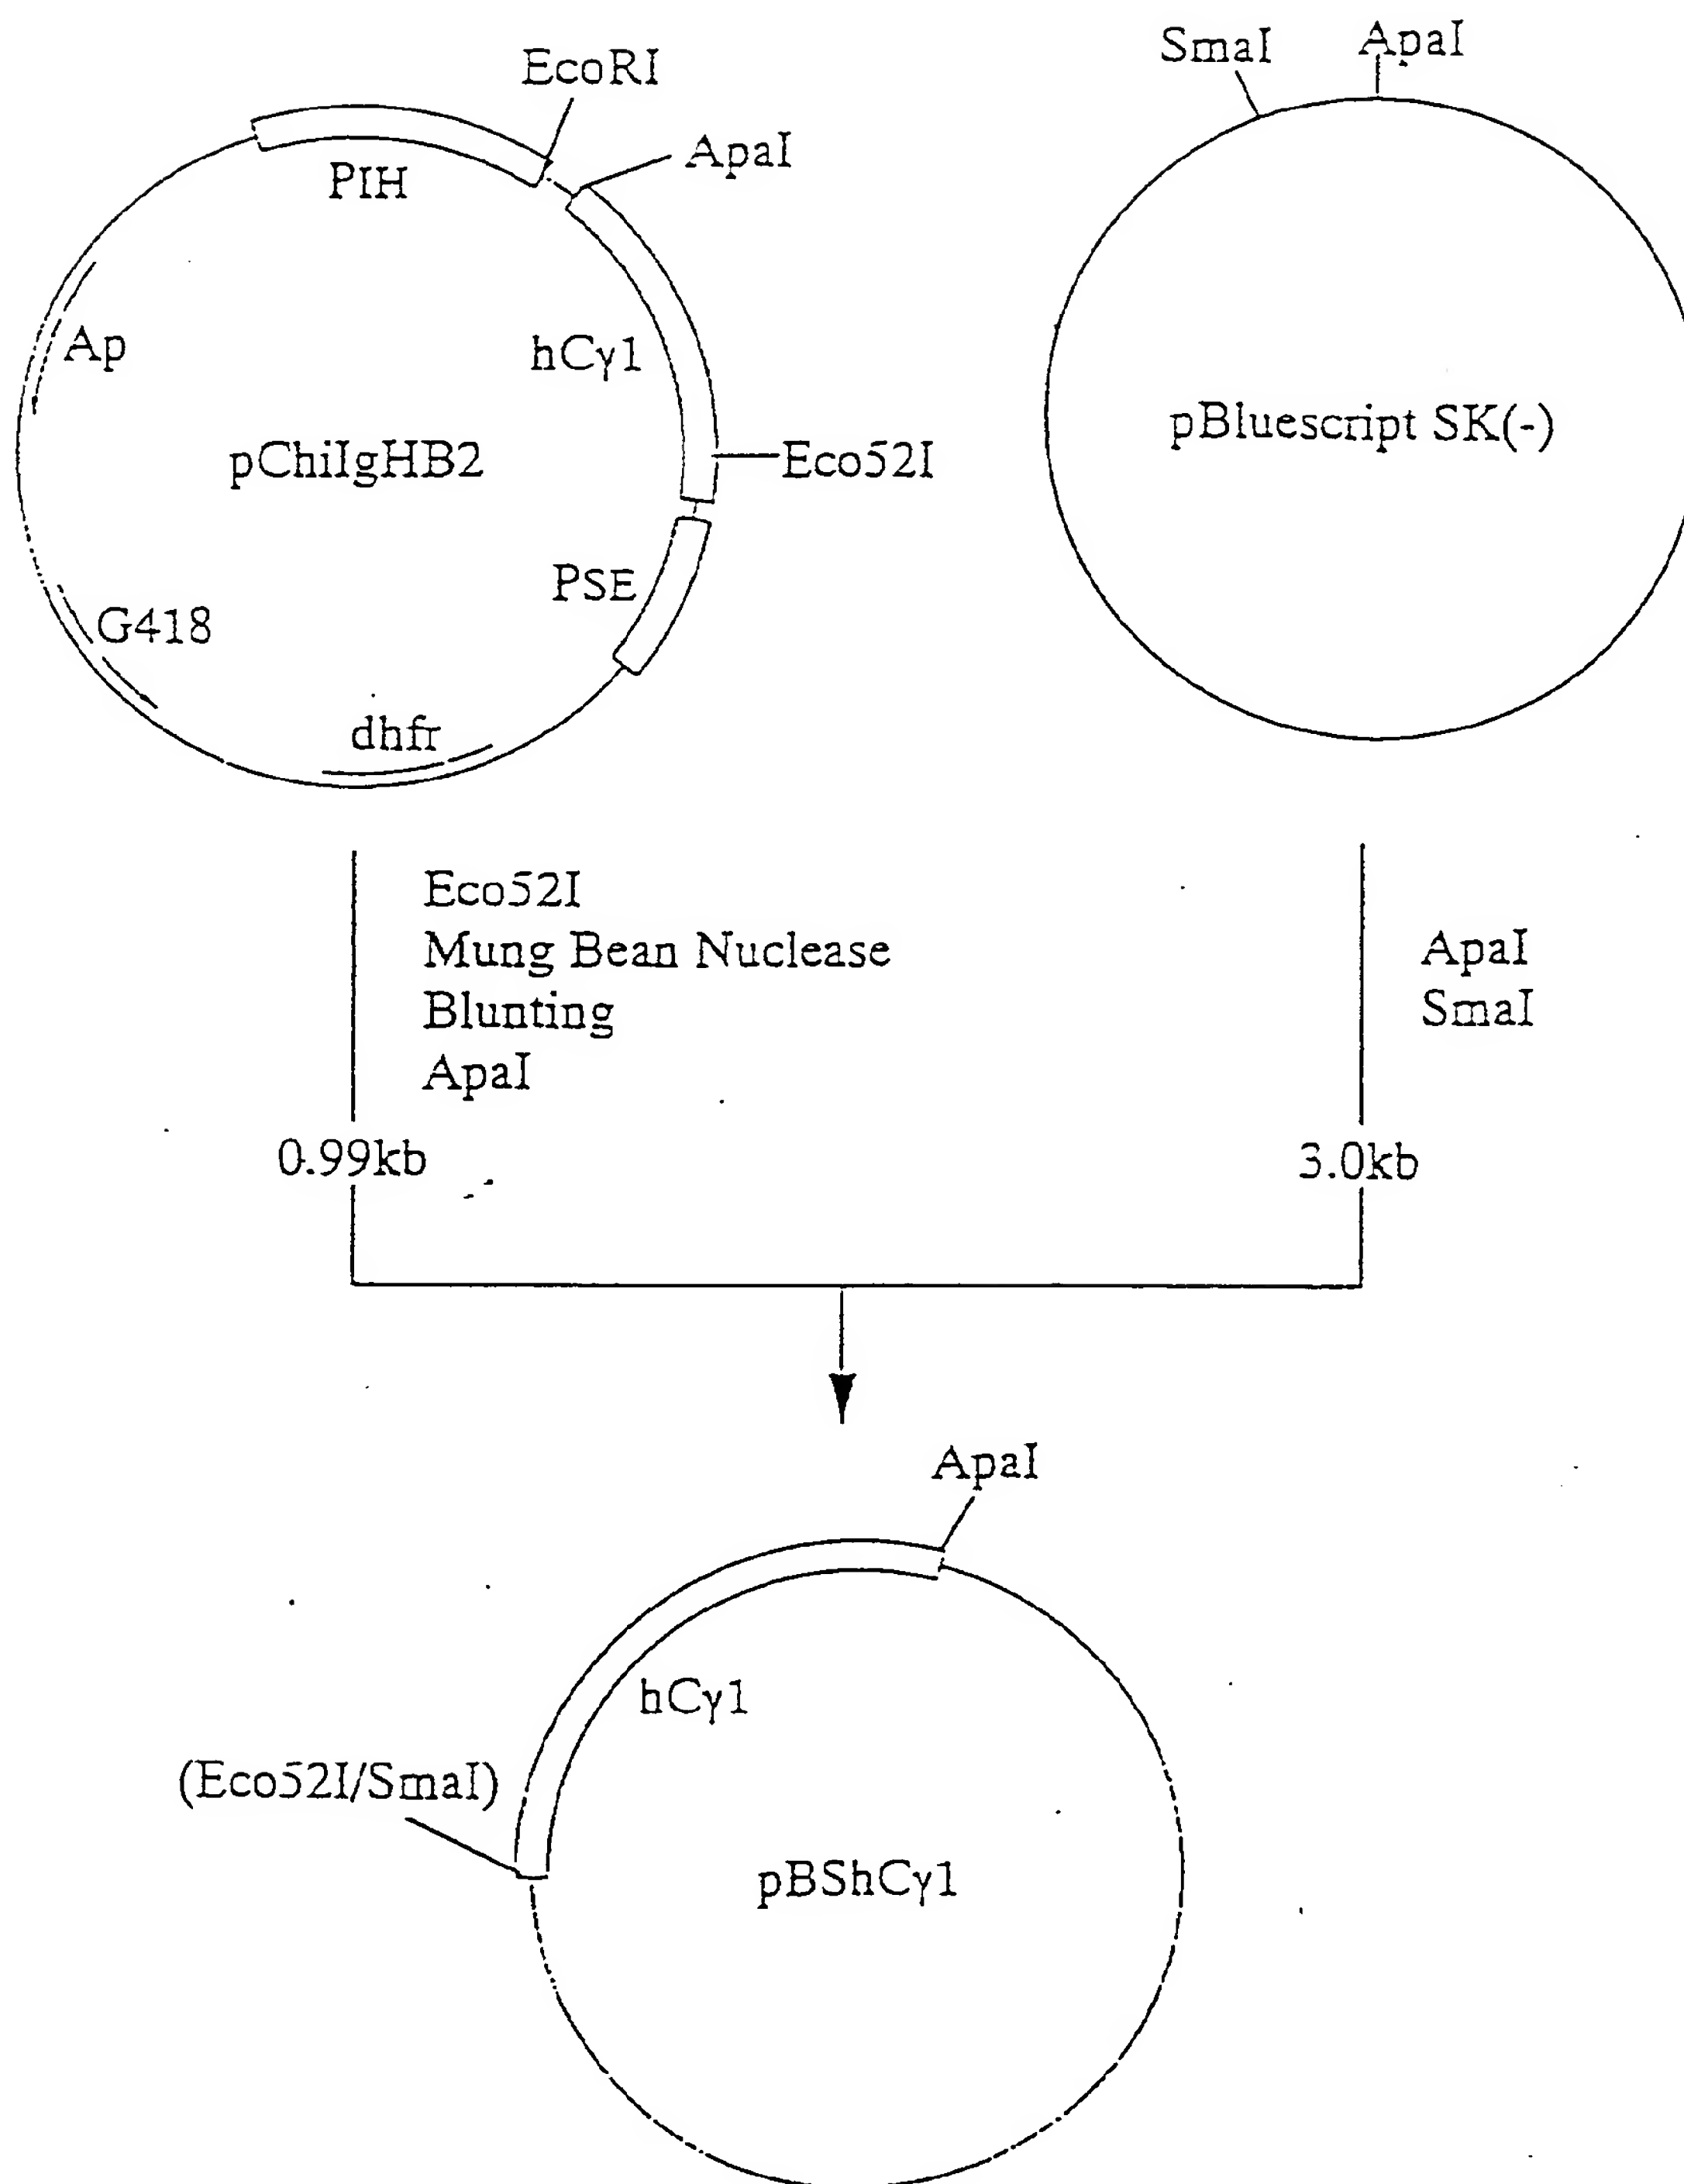 EcoRI
ApaI
PIH
hCγ1
Ap
pChiIgHB2
Eco52I
PSE
G418
dhfr
SmaI
ApaI
pBluescript SK(-)
Eco52I
Mung Bean Nuclease
Blunting
ApaI
0.99kb
ApaI
SmaI
3.0kb
ApaI
hCγ1
(Eco52I/SmaI)
pBShCγ1